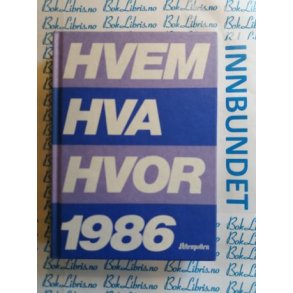 HVEM
HVA
HVOR
1986
Aftenposten
INNBUNDET
BokLibris.no